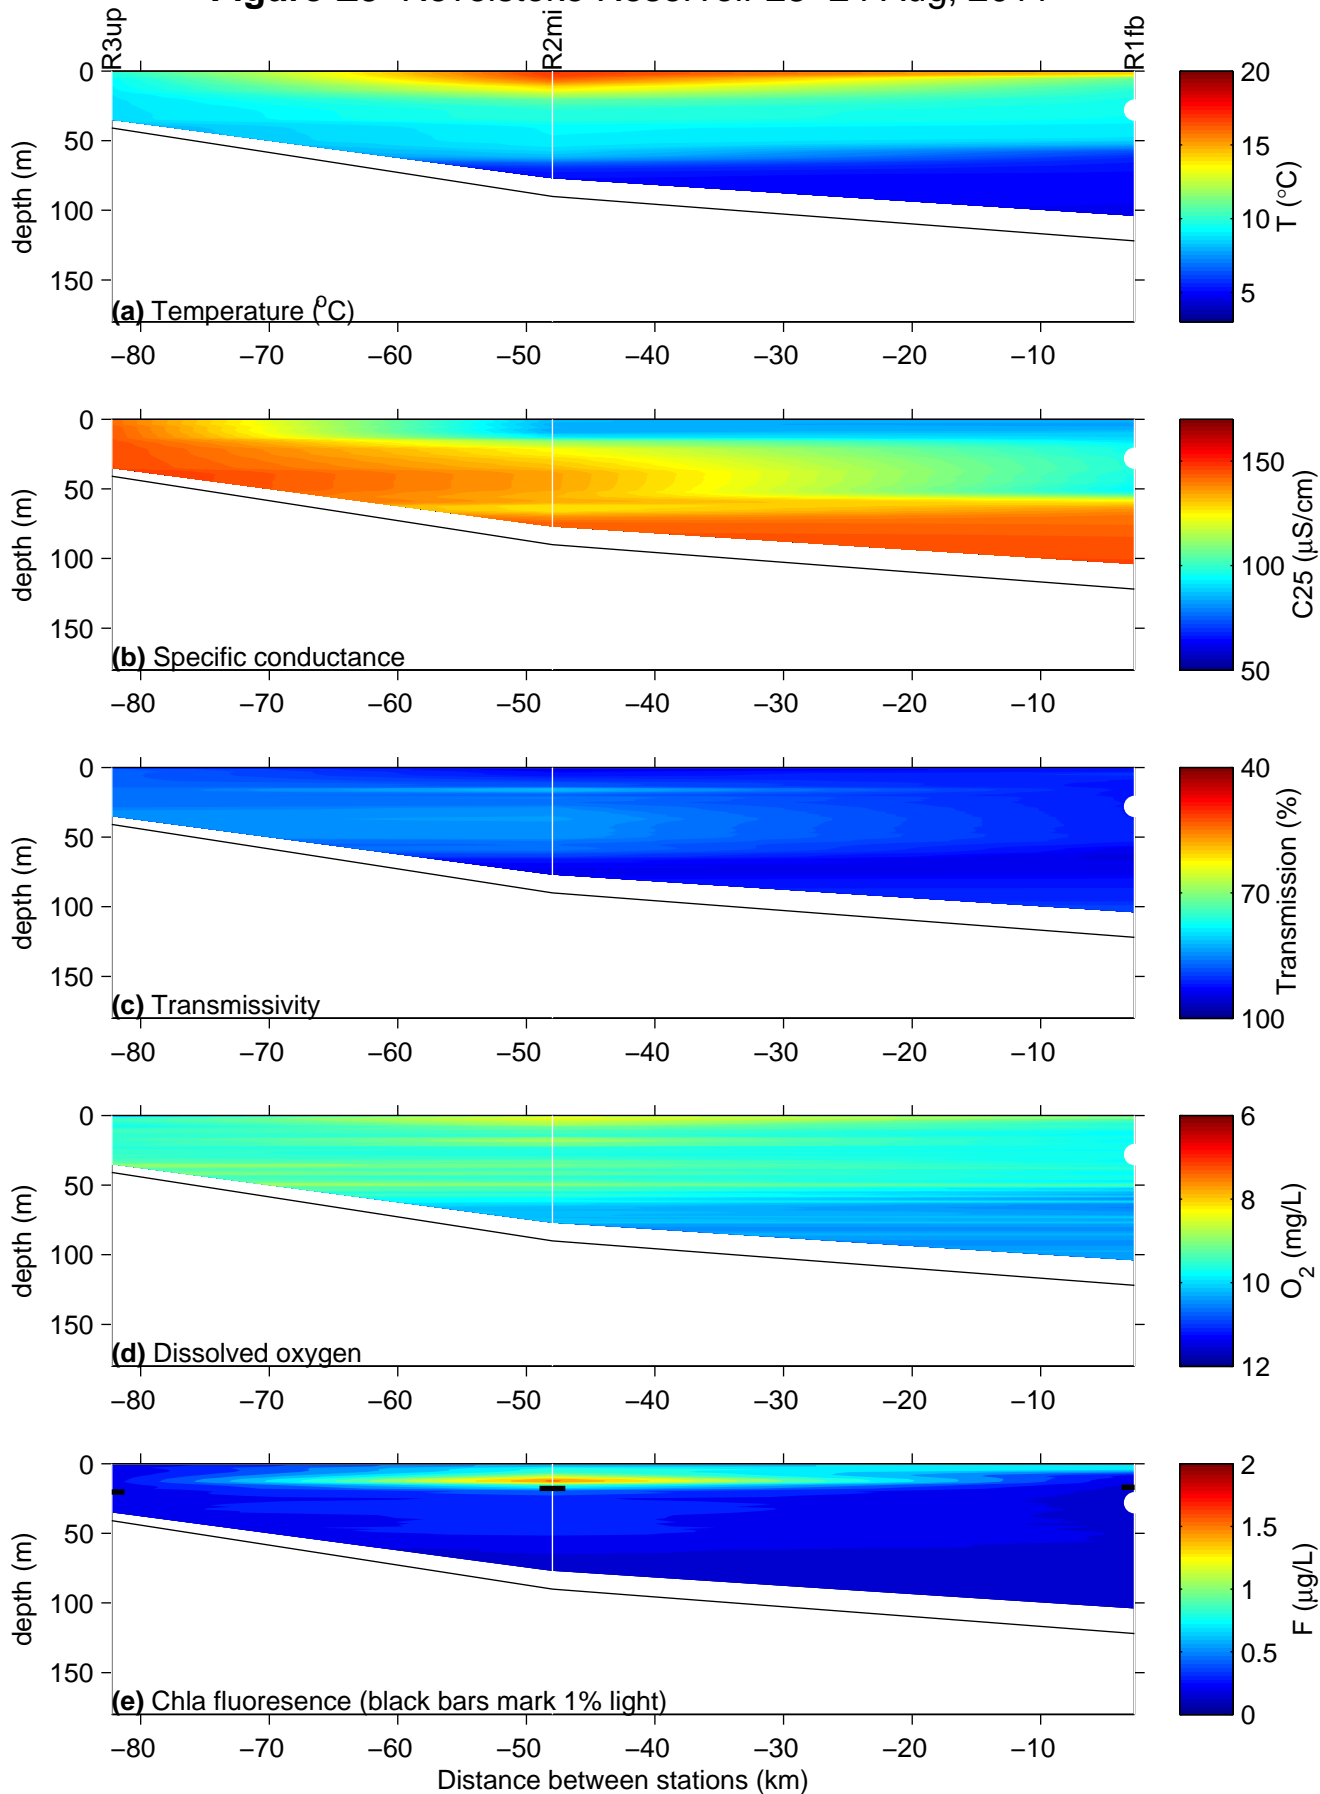 R3up R2mi R1fb
0
50
100
150
depth (m)
(a) Temperature (°C)
−80 −70 −60 −50 −40 −30 −20 −10
20
15
10
5
T (°C)
0
50
100
150
depth (m)
(b) Specific conductance
−80 −70 −60 −50 −40 −30 −20 −10
150
100
50
C25 (µS/cm)
0
50
100
150
depth (m)
(c) Transmissivity
−80 −70 −60 −50 −40 −30 −20 −10
40
70
100
Transmission (%)
0
50
100
150
depth (m)
(d) Dissolved oxygen
−80 −70 −60 −50 −40 −30 −20 −10
6
8
10
12
O2 (mg/L)
0
50
100
150
depth (m)
(e) Chla fluoresence (black bars mark 1% light)
−80 −70 −60 −50 −40 −30 −20 −10
2
1.5
1
0.5
0
F (µg/L)
Distance between stations (km)